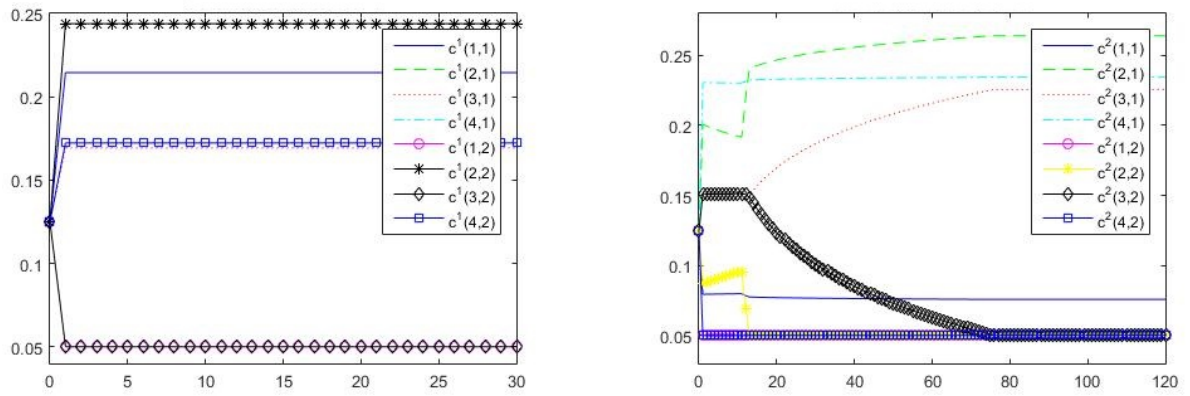 0.25
0.2
0.15
0.1
0.05
0 5 10 15 20 25 30
c¹(1,1)
c¹(2,1)
c¹(3,1)
c¹(4,1)
c¹(1,2)
c¹(2,2)
c¹(3,2)
c¹(4,2)
0.25
0.2
0.15
0.1
0.05
0 20 40 60 80 100 120
c²(1,1)
c²(2,1)
c²(3,1)
c²(4,1)
c²(1,2)
c²(2,2)
c²(3,2)
c²(4,2)